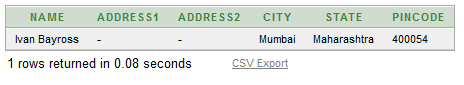 NAME ADDRESS1 ADDRESS2 CITY STATE PINCODE
Ivan Bayross - - Mumbai Maharashtra 400054
1 rows returned in 0.08 seconds CSV Export